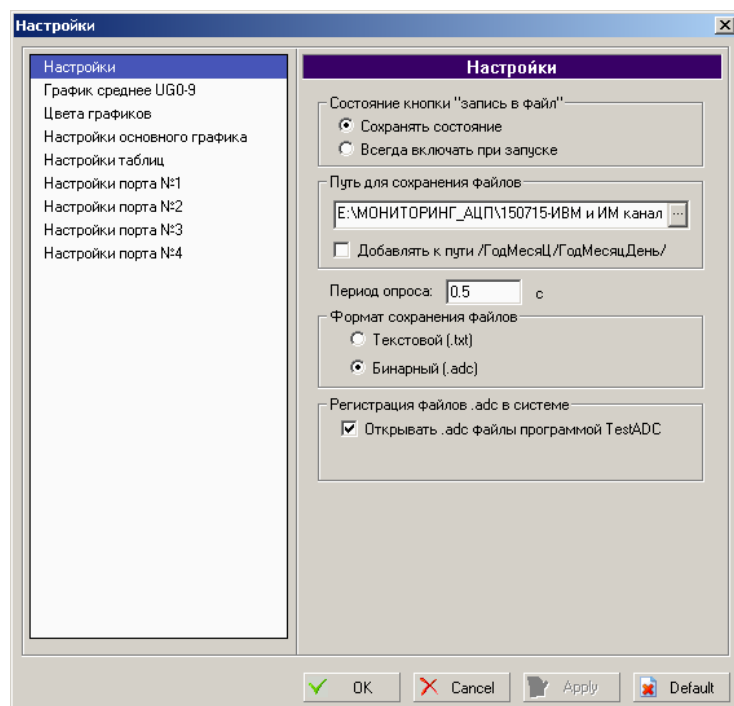 Настройки
Настройки
График среднее UG0-9
Цвета графиков
Настройки основного графика
Настройки таблиц
Настройки порта №1
Настройки порта №2
Настройки порта №3
Настройки порта №4
Настройки
Состояние кнопки "запись в файл"
Сохранять состояние
Всегда включать при запуске
Путь для сохранения файлов
E:\МОНИТОРИНГ_АЦП\150715-ИВМ и ИМ канал ...
Добавлять к пути /ГодМесяЦ/ГодМесяцДень/
Период опроса: 0.5 с
Формат сохранения файлов
Текстовой (.txt)
Бинарный (.adc)
Регистрация файлов .adc в системе
Открывать .adc файлы программой TestADC
OK Cancel Apply Default